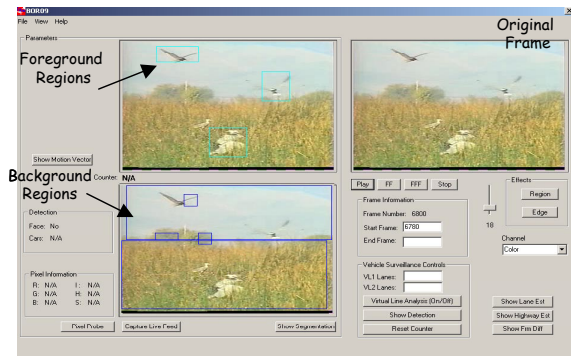 BOR09
File View Help
Parameters
Foreground
Regions
Original
Frame
Show Motion Vector
Counter: N/A
Background
Regions
Detection
Face: No
Cars: N/A
Pixel Information
R: N/A I: N/A
G: N/A H: N/A
B: N/A S: N/A
Pixel Probe
Capture Live Feed
Show Segmentation
Play
FF
FFF
Stop
Frame Information
Frame Number: 6800
Start Frame: 6780
End Frame:
18
Effects
Region
Edge
Channel
Color
Vehicle Surveillance Controls
VL1 Lanes:
VL2 Lanes:
Virtual Line Analysis (On/Off)
Show Detection
Reset Counter
Show Lane Est
Show Highway Est
Show Frm Diff